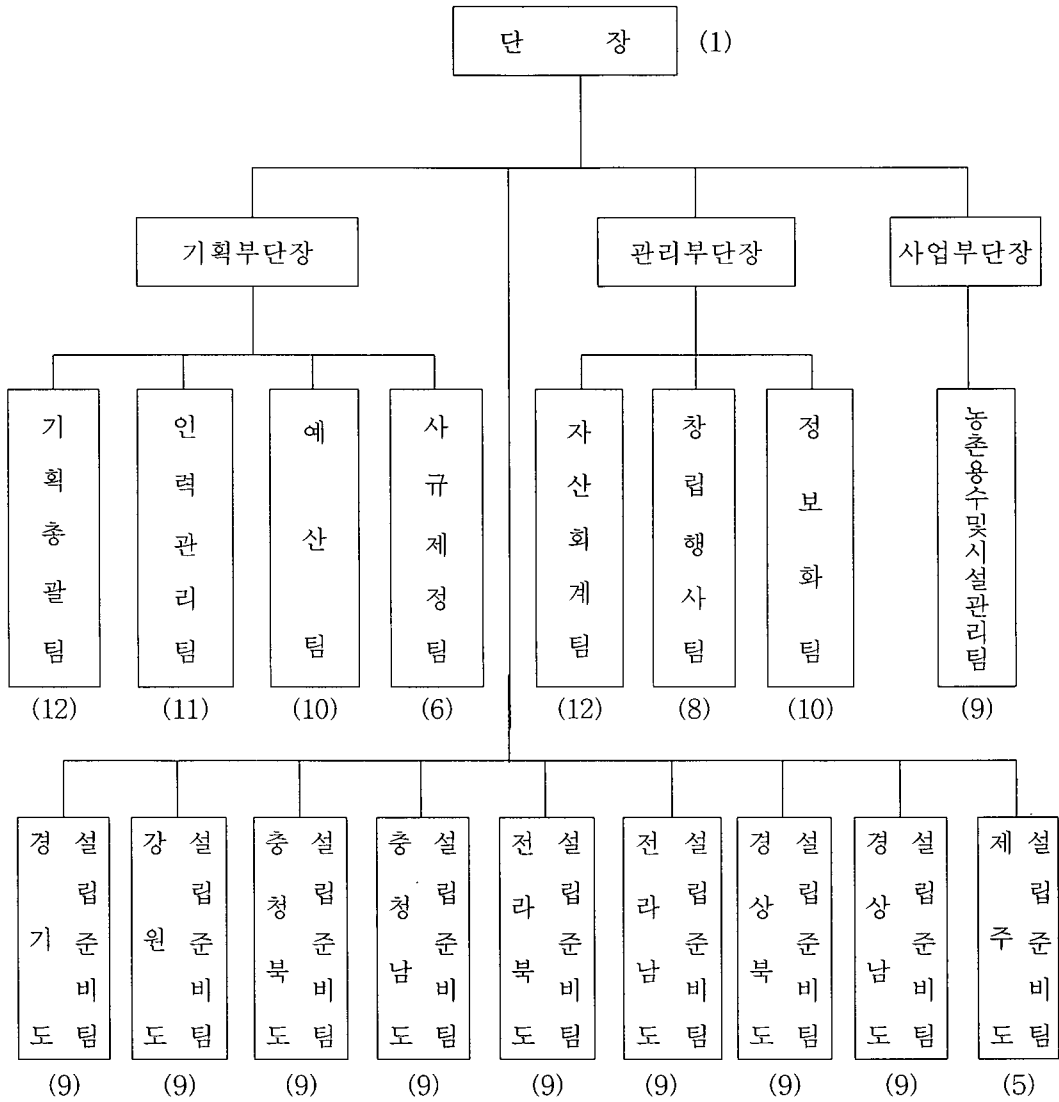 단 장 (1)
기획부단장 관리부단장 사업부단장
기획총괄팀 인력관리팀 예산팀 사규제정팀 자산회계팀 창립행사팀 정보화팀 농촌용수및시설관리팀
(12) (11) (10) (6) (12) (8) (10) (9)
경기도 설립준비팀 강원도 설립준비팀 충청북도 설립준비팀 충청남도 설립준비팀 전라북도 설립준비팀 전라남도 설립준비팀 경상북도 설립준비팀 경상남도 설립준비팀 제주도 설립준비팀
(9) (9) (9) (9) (9) (9) (9) (9) (5)